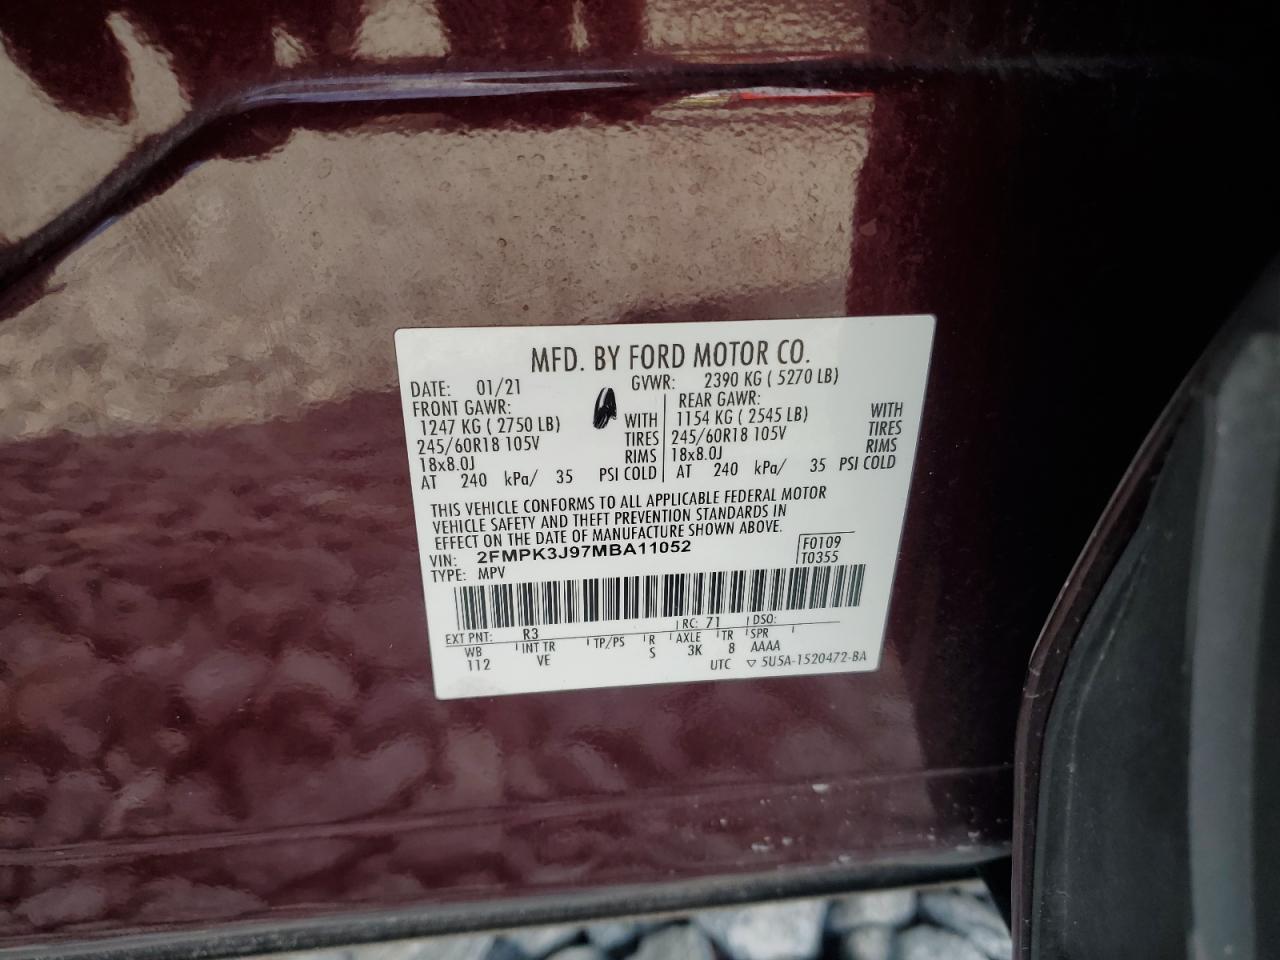 MFD. BY FORD MOTOR CO.
DATE: 01/21 GVWR: 2390 KG ( 5270 LB)
FRONT GAWR: REAR GAWR:
1247 KG ( 2750 LB) WITH 1154 KG ( 2545 LB) WITH
245/60R18 105V TIRES 245/60R18 105V TIRES
18x8.0J RIMS 18x8.0J RIMS
AT 240 kPa/ 35 PSI COLD AT 240 kPa/ 35 PSI COLD
THIS VEHICLE CONFORMS TO ALL APPLICABLE FEDERAL MOTOR
VEHICLE SAFETY AND THEFT PREVENTION STANDARDS IN
EFFECT ON THE DATE OF MANUFACTURE SHOWN ABOVE.
VIN: 2FMPK3J97MBA11052 F0109
TYPE: MPV T0355
EXT PNT: R3 RC: 71 DSO:
WB INT TR TP/PS R AXLE TR SPR
112 VE S 3K 8 AAAA
UTC ▽ 5U5A-1520472-BA